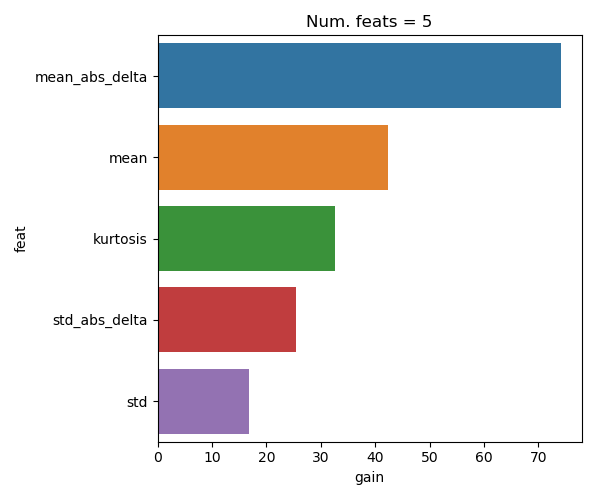 Num. feats = 5
feat
mean_abs_delta
mean
kurtosis
std_abs_delta
std
0 10 20 30 40 50 60 70
gain